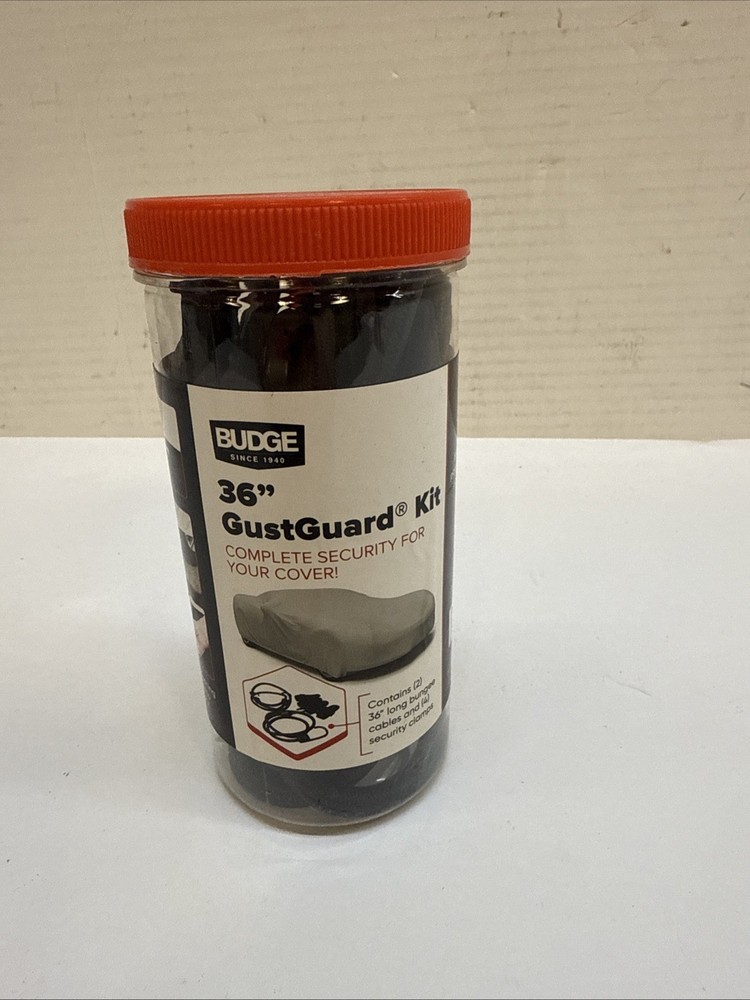 BUDGE
SINCE 1940
36”
GustGuard® Kit
COMPLETE SECURITY FOR
YOUR COVER!
Contains (2)
36” long bungee
cables and (4)
security clamps